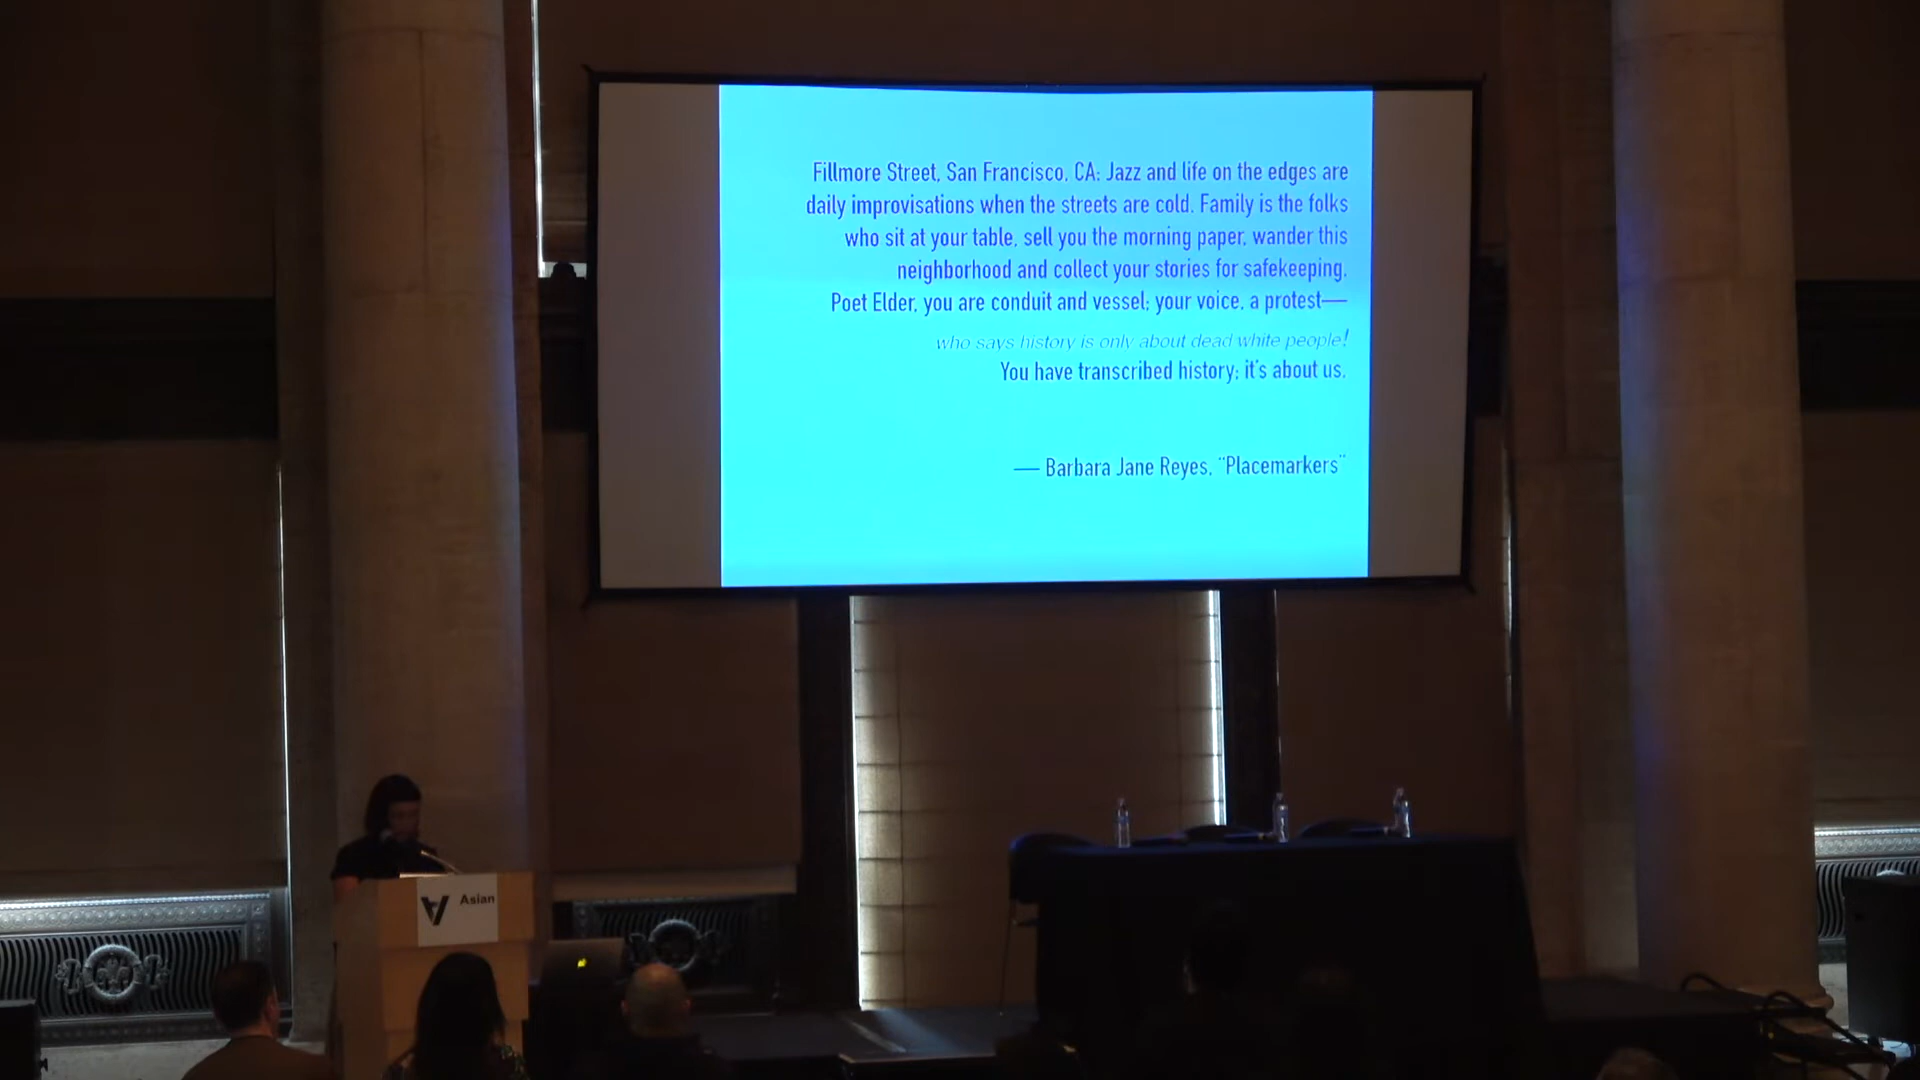 Fillmore Street, San Francisco, CA: Jazz and life on the edges are
daily improvisations when the streets are cold. Family is the folks
who sit at your table, sell you the morning paper, wander this
neighborhood and collect your stories for safekeeping.
Poet Elder, you are conduit and vessel; your voice, a protest—
who says history is only about dead white people!
You have transcribed history; it's about us.
— Barbara Jane Reyes, "Placemarkers"
Asian